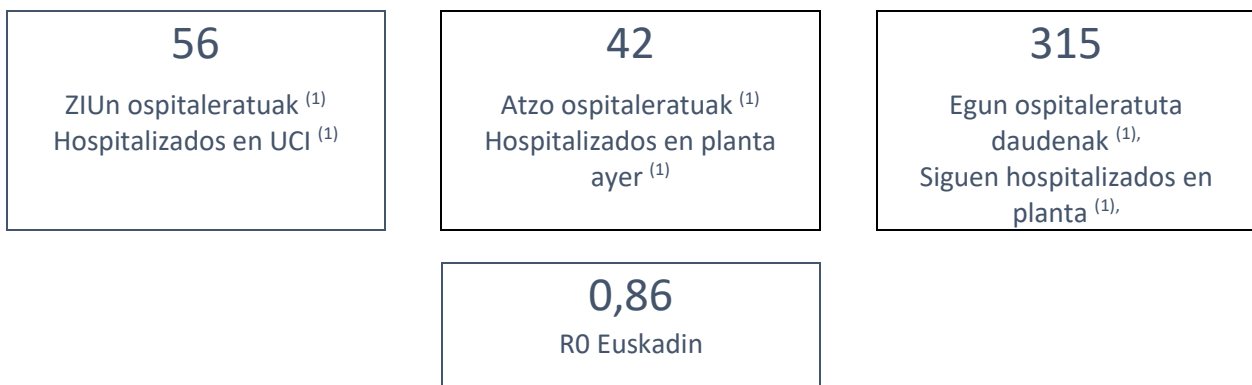 56
ZIUn ospitaleratuak (1)
Hospitalizados en UCI (1)
42
Atzo ospitaleratuak (1)
Hospitalizados en planta
ayer (1)
315
Egun ospitaleratuta
daudenak (1),
Siguen hospitalizados en
planta (1),
0,86
R0 Euskadin